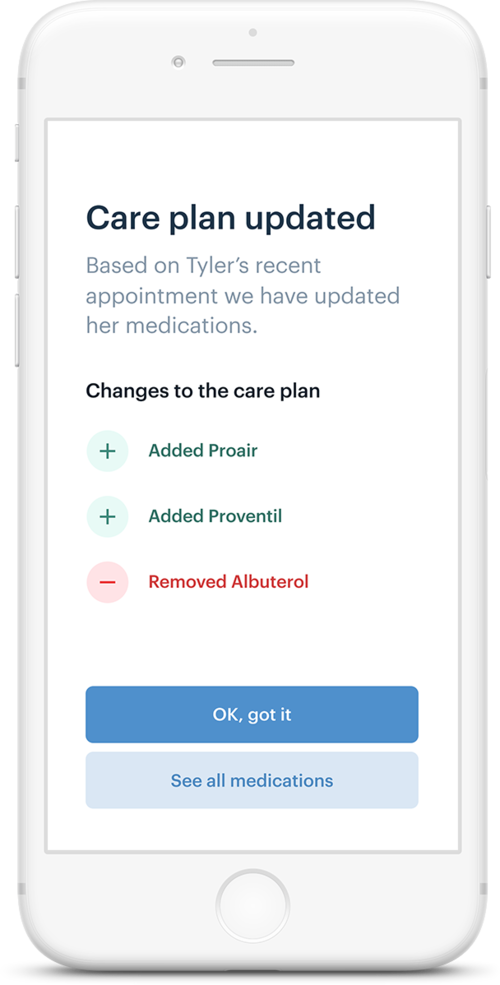 Care plan updated
Based on Tyler’s recent
appointment we have updated
her medications.
Changes to the care plan
Added Proair
Added Proventil
Removed Albuterol
OK, got it
See all medications